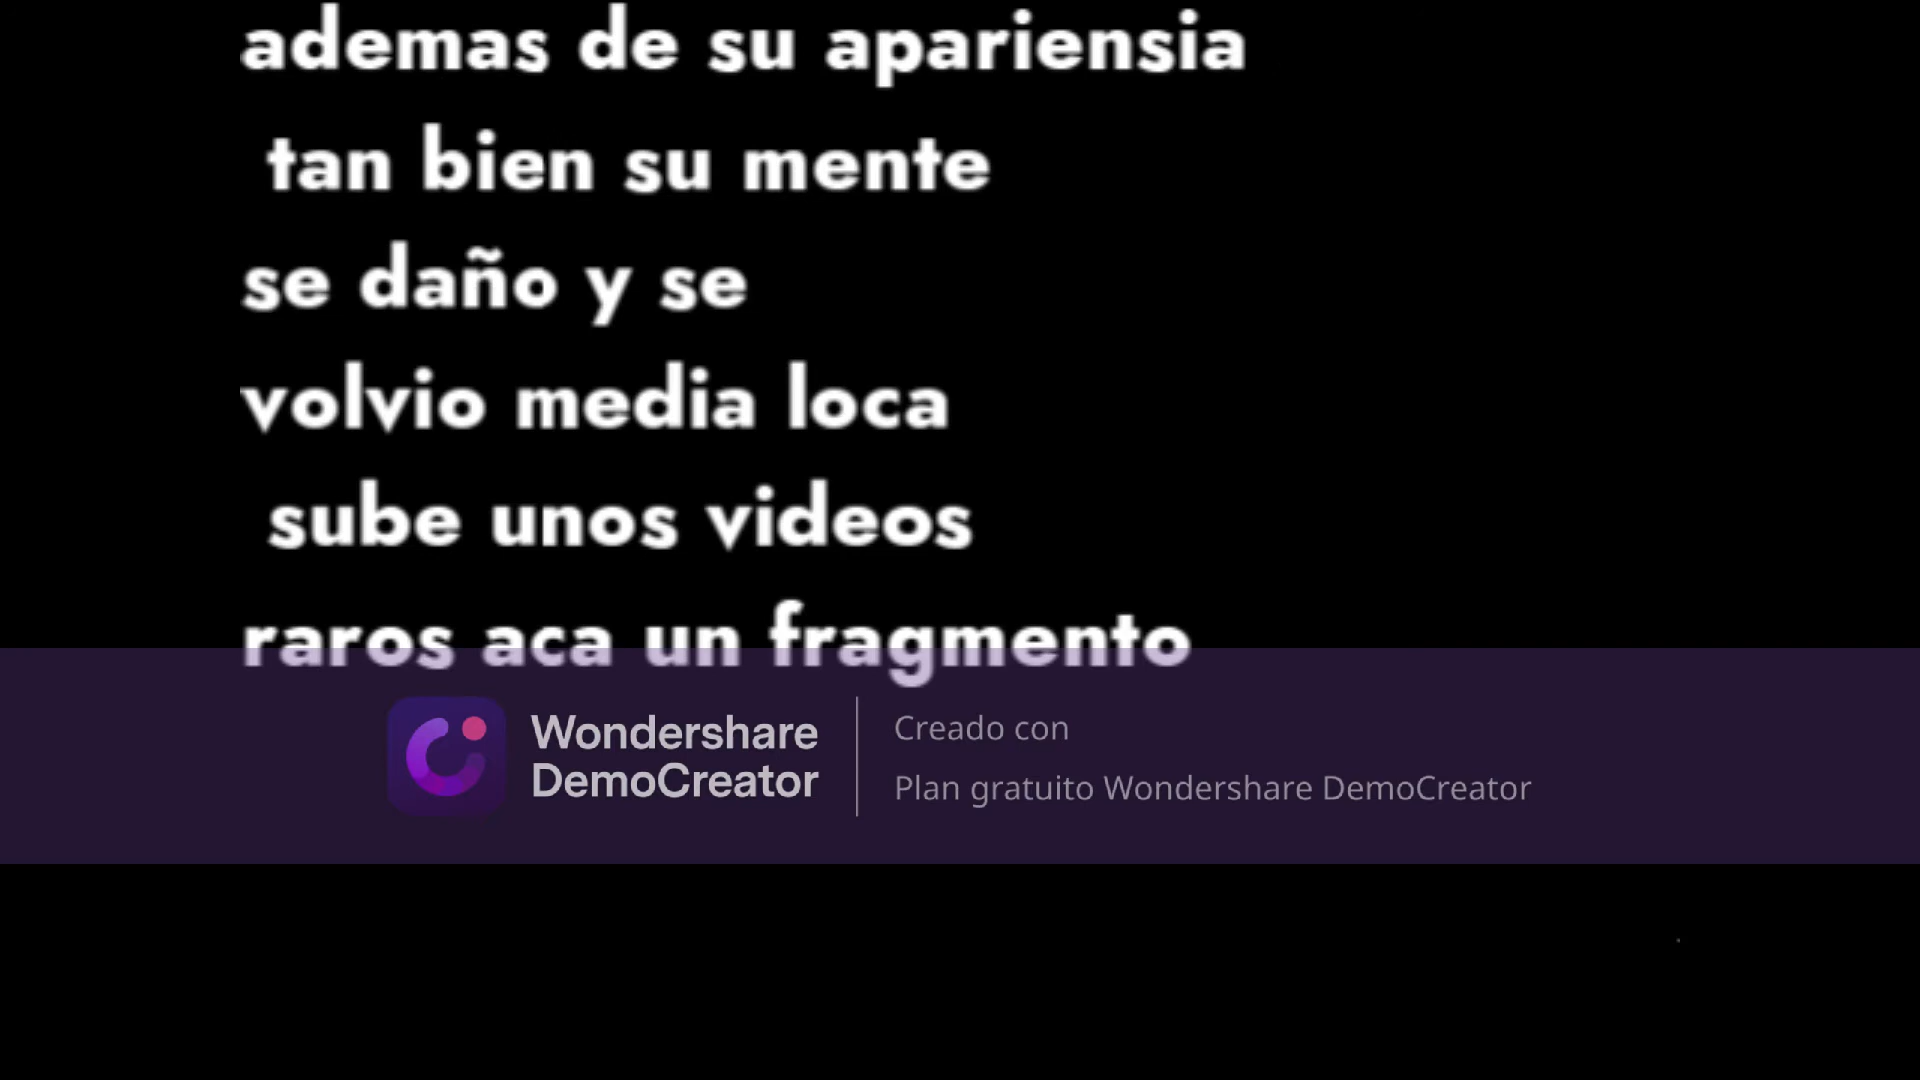 ademas de su apariensia
tan bien su mente
se daño y se
volvio media loca
sube unos videos
raros aca un fragmento
Wondershare
DemoCreator
Creado con
Plan gratuito Wondershare DemoCreator